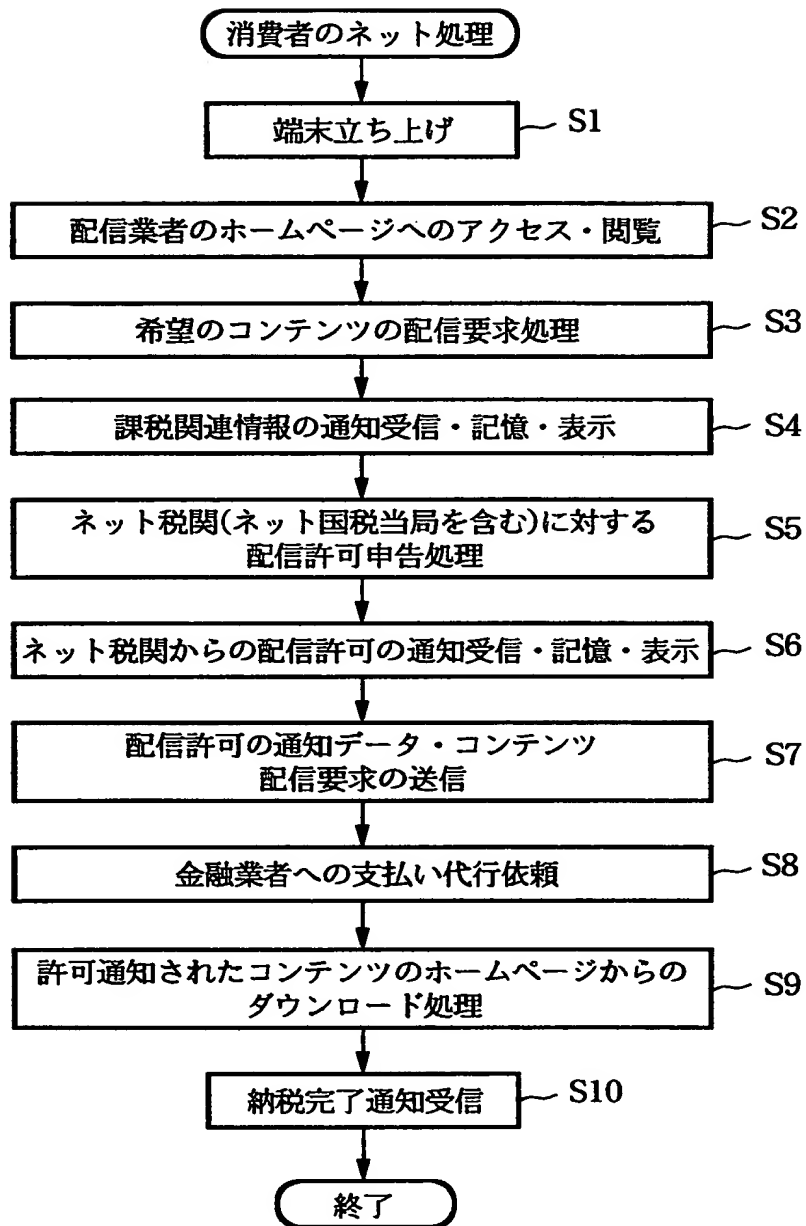 消費者のネット処理
端末立ち上げ
S1
配信業者のホームページへのアクセス・閲覧
S2
希望のコンテンツの配信要求処理
S3
課税関連情報の通知受信・記憶・表示
S4
ネット税関(ネット国税当局を含む)に対する
配信許可申告処理
S5
ネット税関からの配信許可の通知受信・記憶・表示
S6
配信許可の通知データ・コンテンツ
配信要求の送信
S7
金融業者への支払い代行依頼
S8
許可通知されたコンテンツのホームページからの
ダウンロード処理
S9
納税完了通知受信
S10
終了